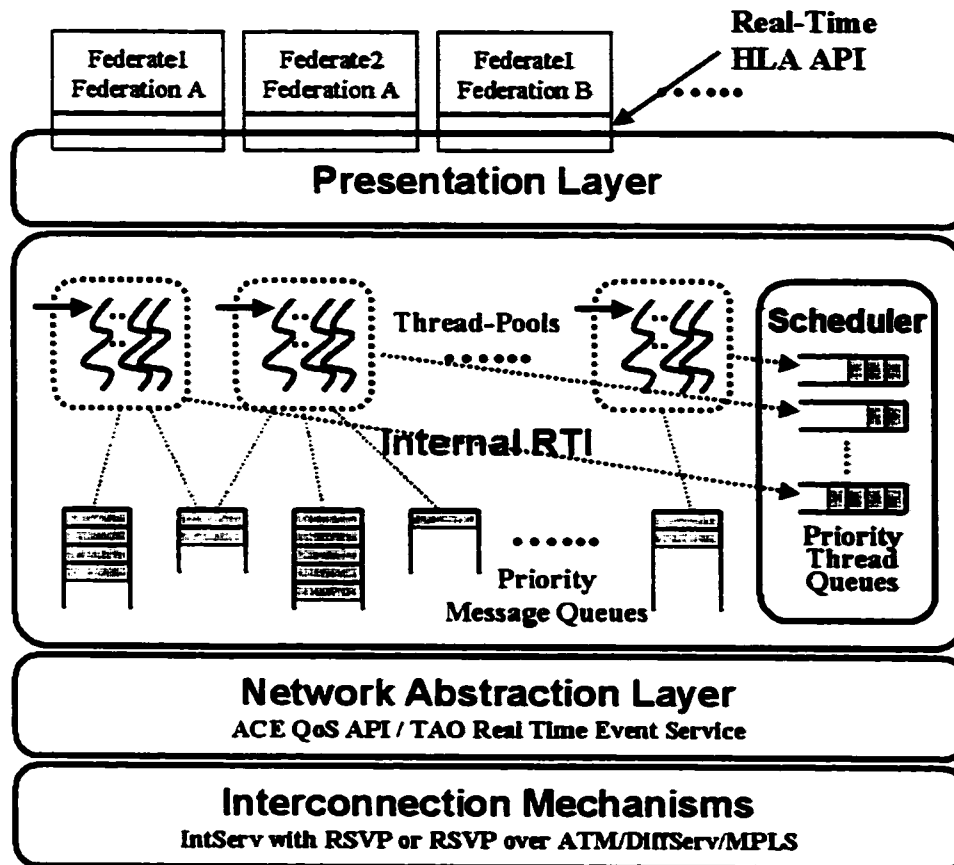 Real-Time
HLA API
Federate1
Federation A
Federate2
Federation A
Federate1
Federation B
Presentation Layer
Thread-Pools
Scheduler
Internal RTI
Priority
Thread
Queues
Priority
Message Queues
Network Abstraction Layer
ACE QoS API / TAO Real Time Event Service
Interconnection Mechanisms
IntServ with RSVP or RSVP over ATM/DiffServ/MPLS